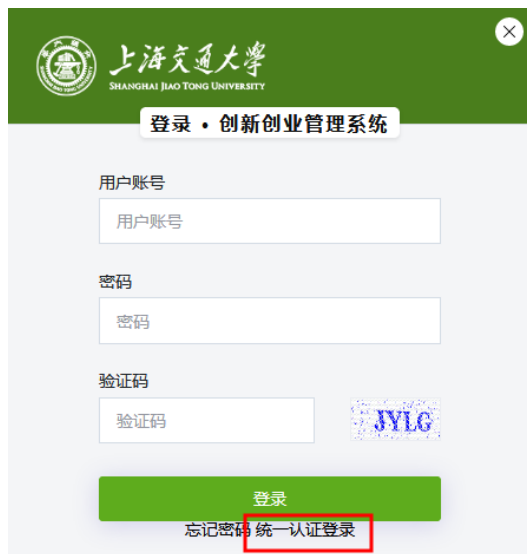 上海交通大學
SHANGHAI JIAO TONG UNIVERSITY
登录 • 创新创业管理系统
用户账号
用户账号
密码
密码
验证码
验证码 JYLG
登录
忘记密码 统一认证登录